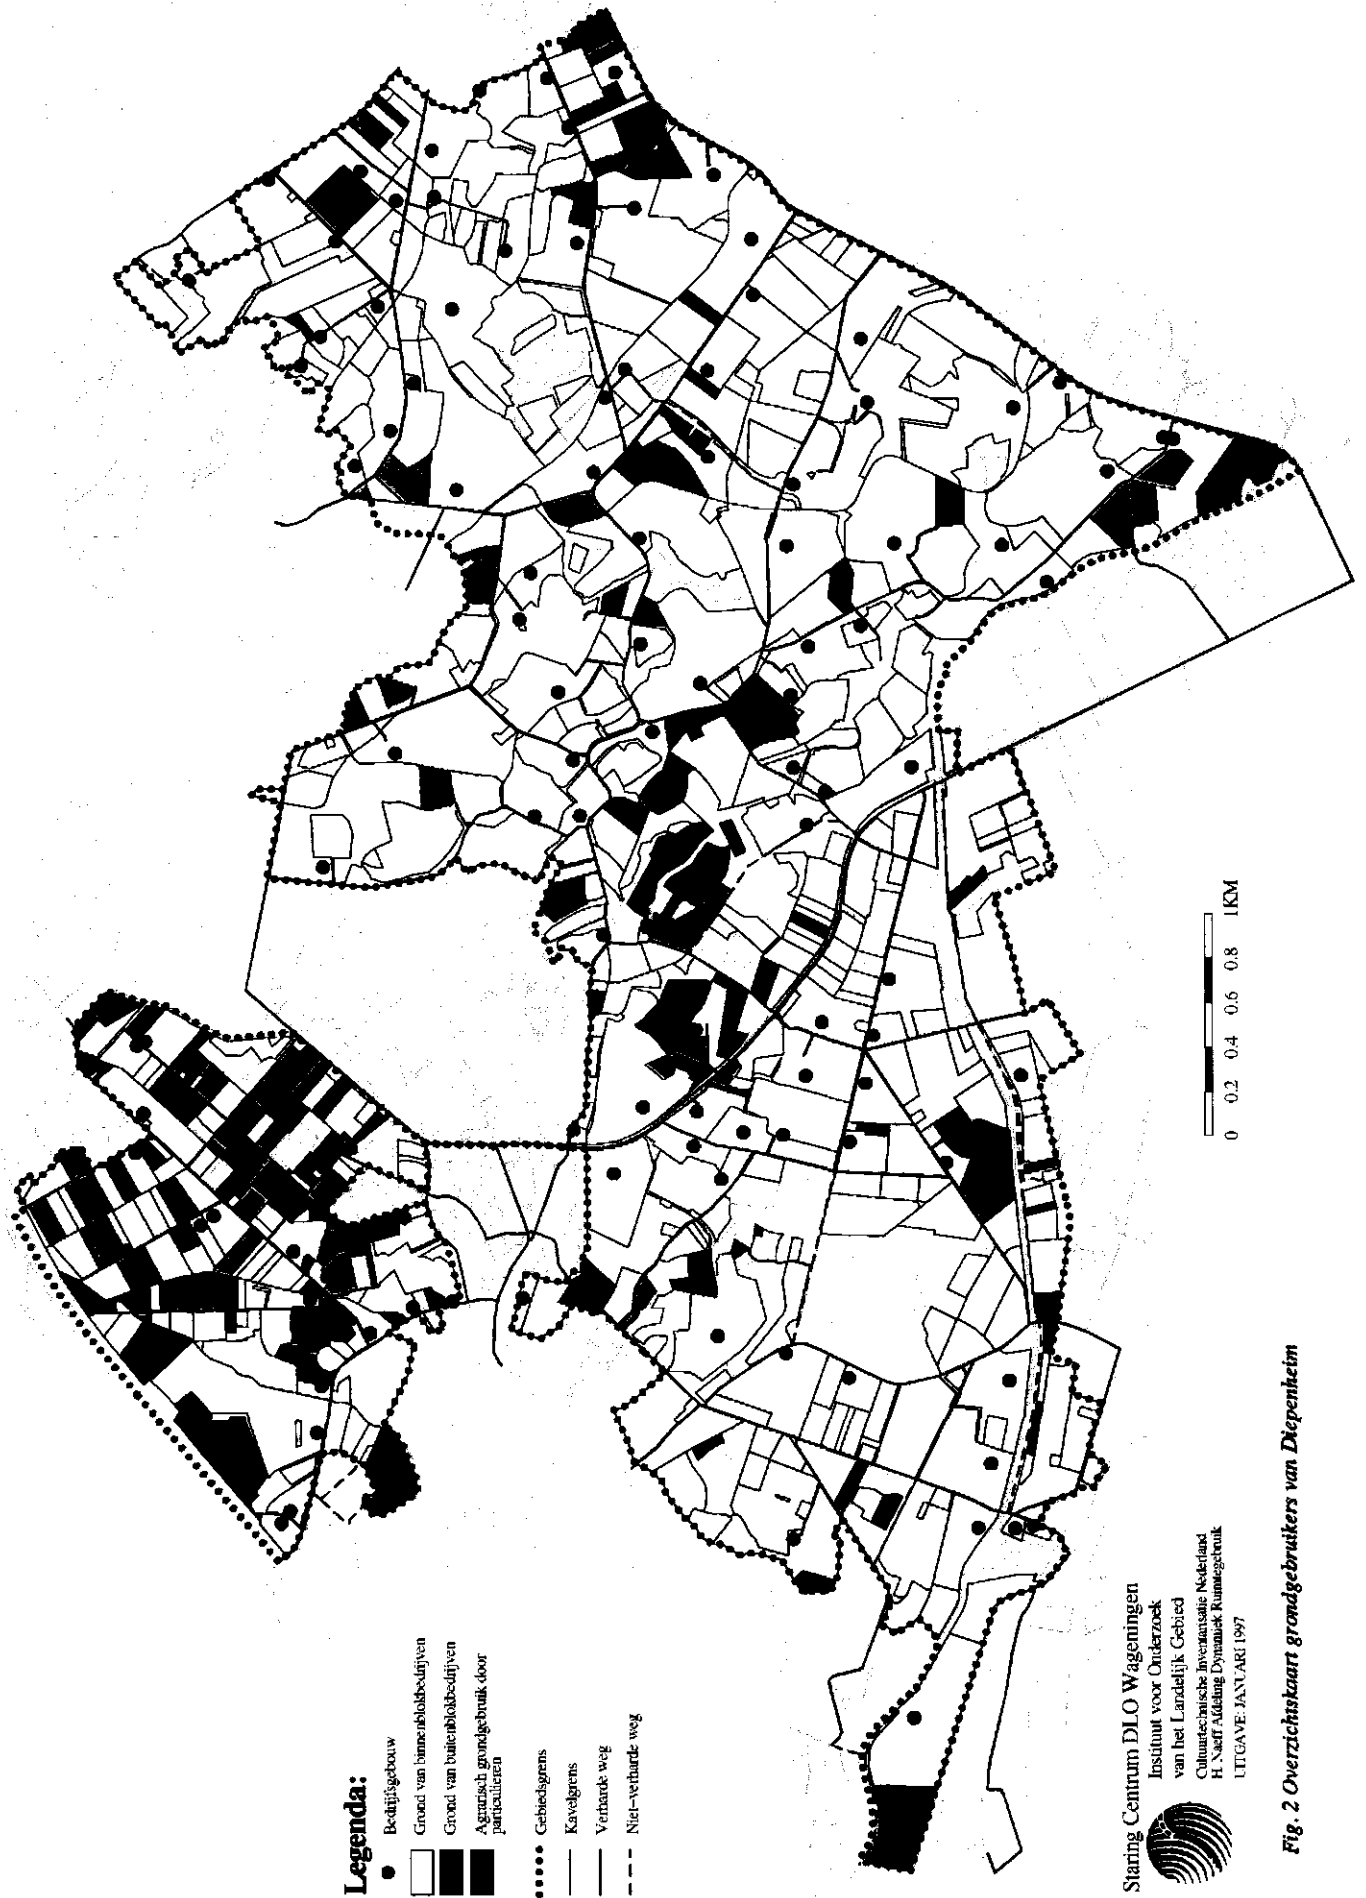 Legenda:
Bedrijfsgebouw
Grond van binnenblokbedrijven
Grond van buitenblokbedrijven
Agrarisch grondgebruik door
particulieren
Gebiedsgrens
Kavelgrens
Verharde weg
Niet-verharde weg
0 0.2 0.4 0.6 0.8 1KM
Staring Centrum DLO Wageningen
Instituut voor Onderzoek
van het Landelijk Gebied
Cultuurtechnische Inventarisatie Nederland
H. Naeff Afdeling Dynamiek Ruimtegebruik
UITGAVE: JANUARI 1997
Fig. 2 Overzichtskaart grondgebruikers van Diepenheim